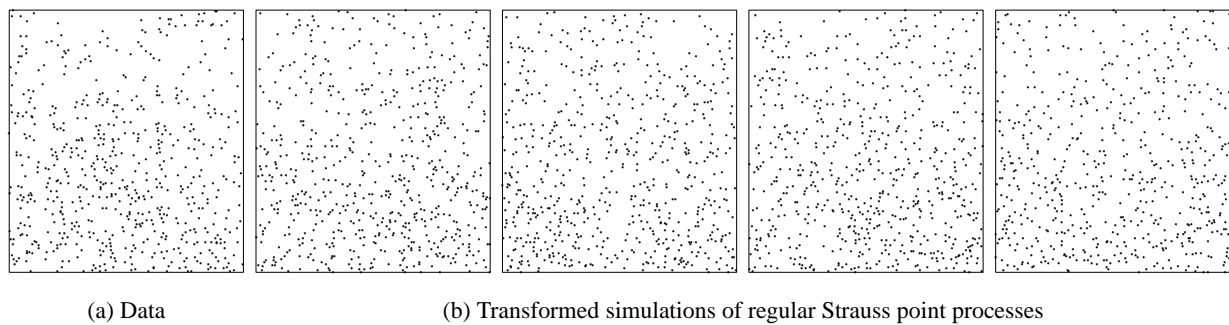 (a) Data
(b) Transformed simulations of regular Strauss point processes